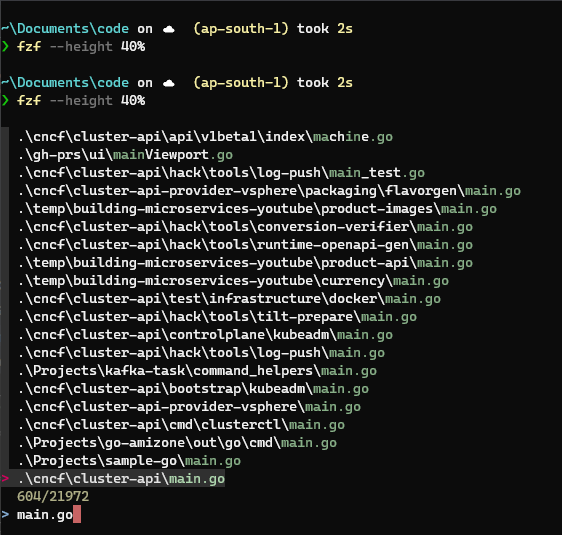 ~\Documents\code on ☁ (ap-south-1) took 2s
❯ fzf --height 40%
~\Documents\code on ☁ (ap-south-1) took 2s
❯ fzf --height 40%
.\cncf\cluster-api\api\v1beta1\index\machine.go
.\gh-prs\ui\mainViewport.go
.\cncf\cluster-api\hack\tools\log-push\main_test.go
.\cncf\cluster-api-provider-vsphere\packaging\flavorgen\main.go
.\temp\building-microservices-youtube\product-images\main.go
.\cncf\cluster-api\hack\tools\conversion-verifier\main.go
.\cncf\cluster-api\hack\tools\runtime-openapi-gen\main.go
.\temp\building-microservices-youtube\product-api\main.go
.\temp\building-microservices-youtube\currency\main.go
.\cncf\cluster-api\test\infrastructure\docker\main.go
.\cncf\cluster-api\hack\tools\tilt-prepare\main.go
.\cncf\cluster-api\controlplane\kubeadm\main.go
.\cncf\cluster-api\hack\tools\log-push\main.go
.\Projects\kafka-task\command_helpers\main.go
.\cncf\cluster-api\bootstrap\kubeadm\main.go
.\cncf\cluster-api-provider-vsphere\main.go
.\cncf\cluster-api\cmd\clusterctl\main.go
.\Projects\go-amizone\out\go\cmd\main.go
.\Projects\sample-go\main.go
> .\cncf\cluster-api\main.go
604/21972
> main.go